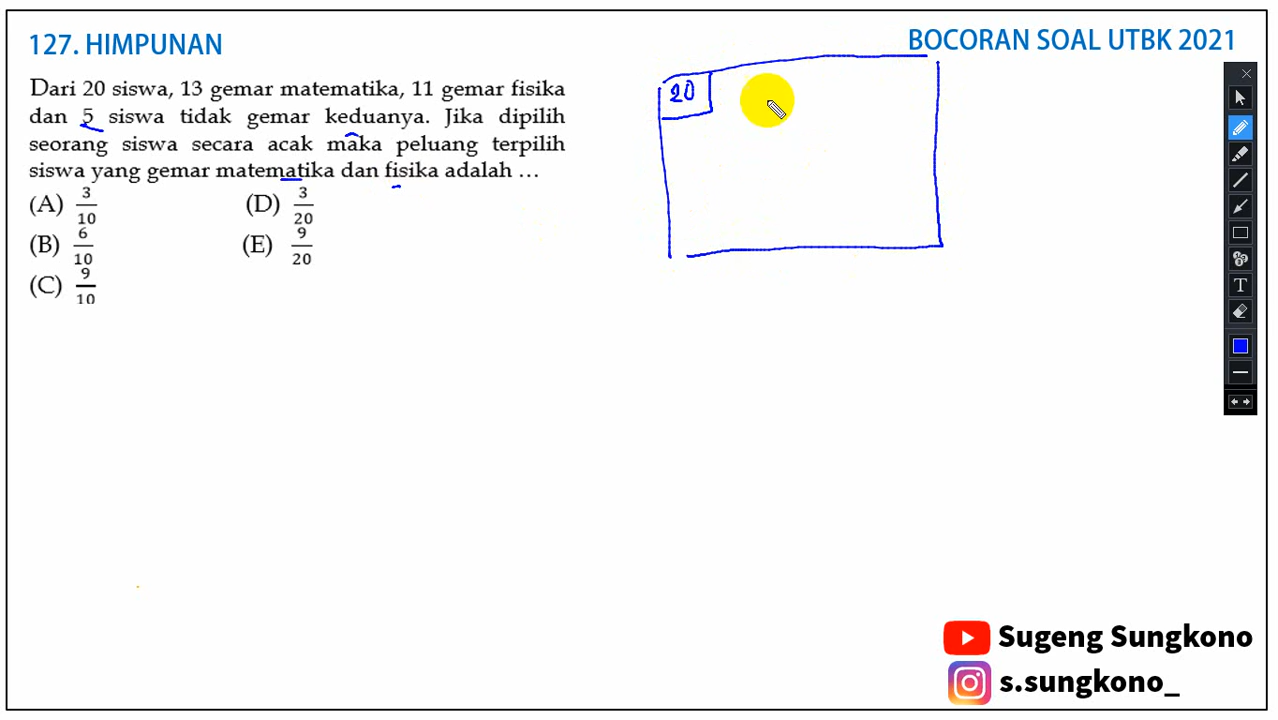 127. HIMPUNAN
BOCORAN SOAL UTBK 2021
Dari 20 siswa, 13 gemar matematika, 11 gemar fisika
dan 5 siswa tidak gemar keduanya. Jika dipilih
seorang siswa secara acak maka peluang terpilih
siswa yang gemar matematika dan fisika adalah ...
(A) 3/10 (D) 3/20
(B) 6/10 (E) 9/20
(C) 9/10
20
T
Sugeng Sungkono
s.sungkono_